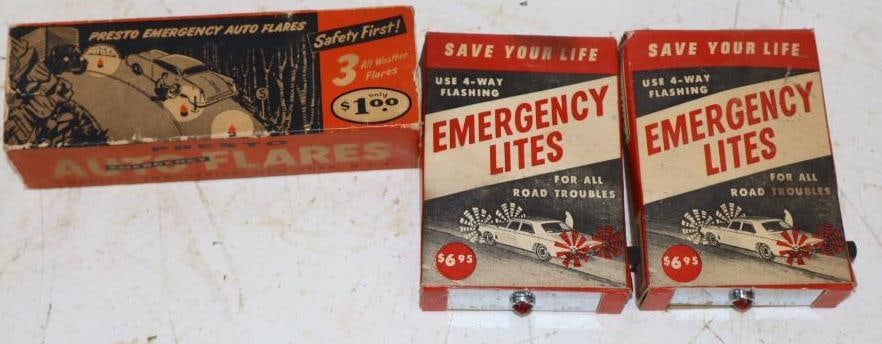 PRESTO EMERGENCY AUTO FLARES
Safety First!
3 All Weather
Flares
only
$1.00
S
PRESTO
AUTO FLARES
EMERGENCY
SAVE YOUR LIFE
USE 4-WAY
FLASHING
EMERGENCY
LITES
FOR ALL
ROAD TROUBLES
$6.95
SAVE YOUR LIFE
USE 4-WAY
FLASHING
EMERGENCY
LITES
FOR ALL
ROAD TROUBLES
$6.95